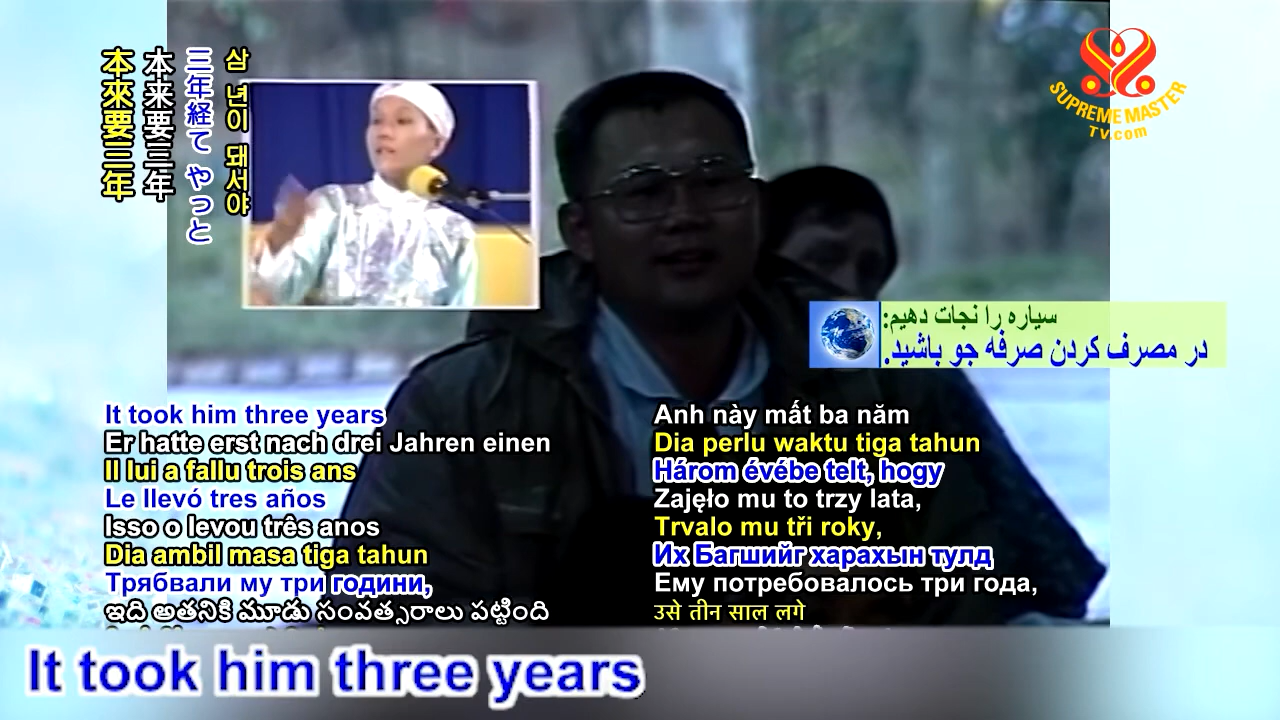 本來要三年
本来要三年
三年経て やっと
삼 년이 돼서야
SUPREME MASTER
TV.com
سیاره را نجات دهیم:
در مصرف کردن صرفه جو باشید.
It took him three years
Er hatte erst nach drei Jahren einen
Il lui a fallu trois ans
Le llevó tres años
Isso o levou três anos
Dia ambil masa tiga tahun
Трябвали му три години,
ఇది అతనికి మూడు సంవత్సరాలు పట్టింది
Anh này mất ba năm
Dia perlu waktu tiga tahun
Három évébe telt, hogy
Zajęło mu to trzy lata,
Trvalo mu tři roky,
Их Багшийг харахын тулд
Ему потребовалось три года,
उसे तीन साल लगे
It took him three years